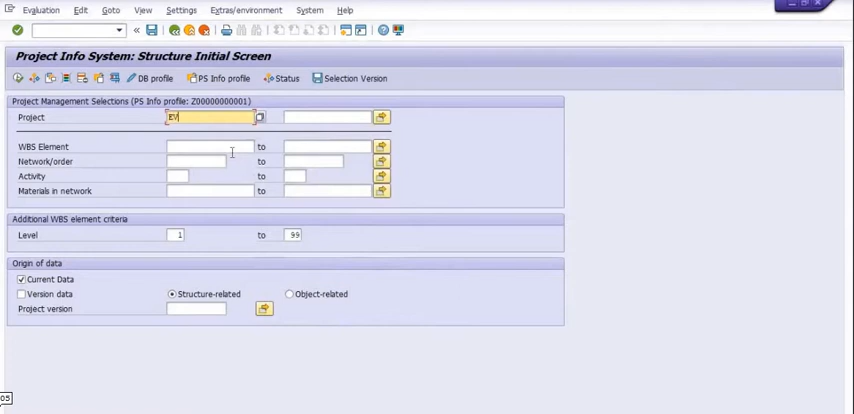 Evaluation Edit Goto View Settings Extras/environment System Help
Project Info System: Structure Initial Screen
DB profile PS Info profile Status Selection Version
Project Management Selections (PS Info profile: Z00000000001)
Project EV
WBS Element to
Network/order to
Activity to
Materials in network to
Additional WBS element criteria
Level 1 to 99
Origin of data
Current Data
Version data Structure-related Object-related
Project version
05